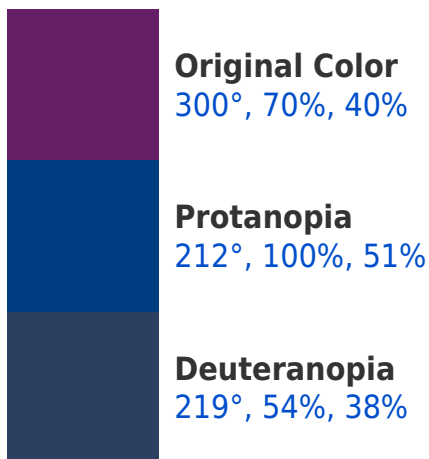 Original Color
300°, 70%, 40%
Protanopia
212°, 100%, 51%
Deuteranopia
219°, 54%, 38%